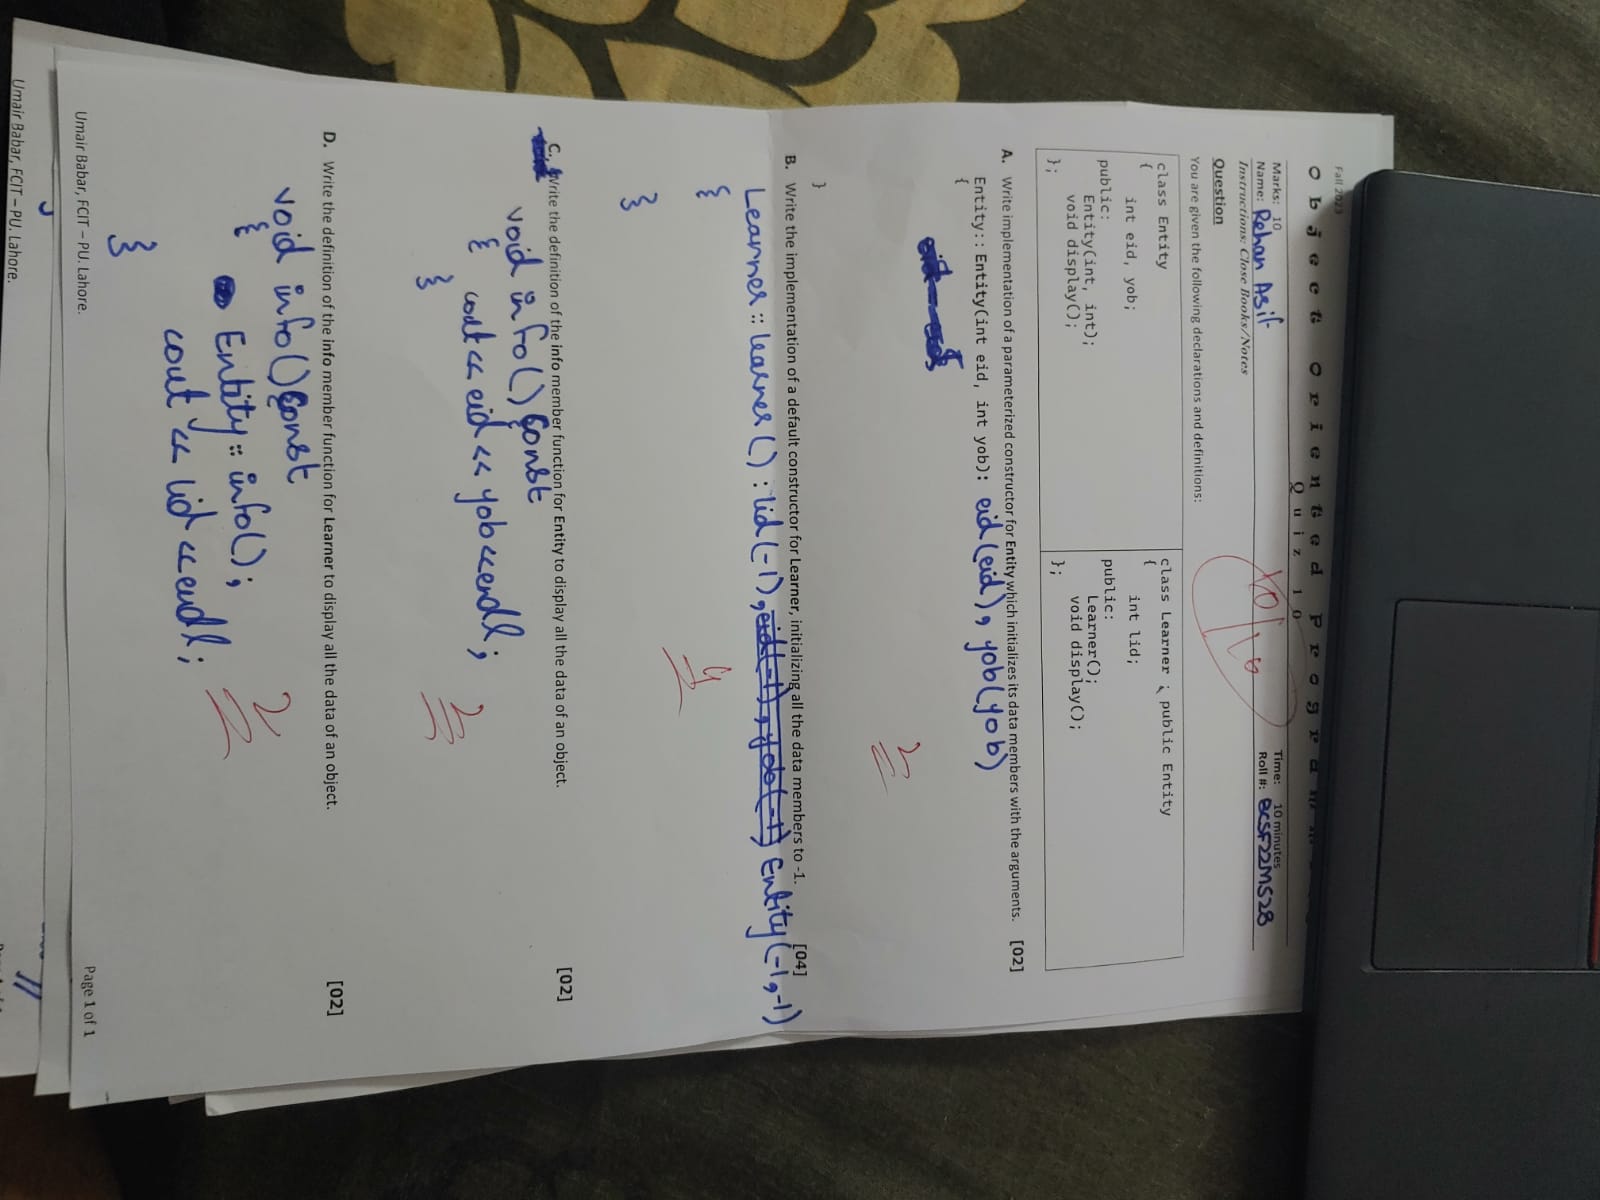 Fall 2023
Object Oriented Program
Quiz 10
Marks: 10 Time: 10 minutes
Name: Rehan Asif Roll #: BCSF22M528
Instructions: Close Books/Notes
10/10
Question
You are given the following declarations and definitions:
class Entity
{
int eid, yob;
public:
Entity(int, int);
void display();
};
class Learner : public Entity
{
int lid;
public:
Learner();
void display();
};
A. Write implementation of a parameterized constructor for Entity which initializes its data members with the arguments. [02]
Entity:: Entity(int eid, int yob): eid(eid), yob(yob)
{
2
}
B. Write the implementation of a default constructor for Learner, initializing all the data members to -1. [04]
Learner :: Learner() : lid(-1), eid(-1), yob(-1) Entity(-1,-1)
{
}
4
C. Write the definition of the info member function for Entity to display all the data of an object. [02]
void info() const
{
cout << eid << yob << endl;
}
2
D. Write the definition of the info member function for Learner to display all the data of an object. [02]
void info() const
{
Entity :: info();
cout << lid << endl;
}
2
Umair Babar, FCIT – PU. Lahore. Page 1 of 1
Umair Babar, FCIT – PU. Lahore.